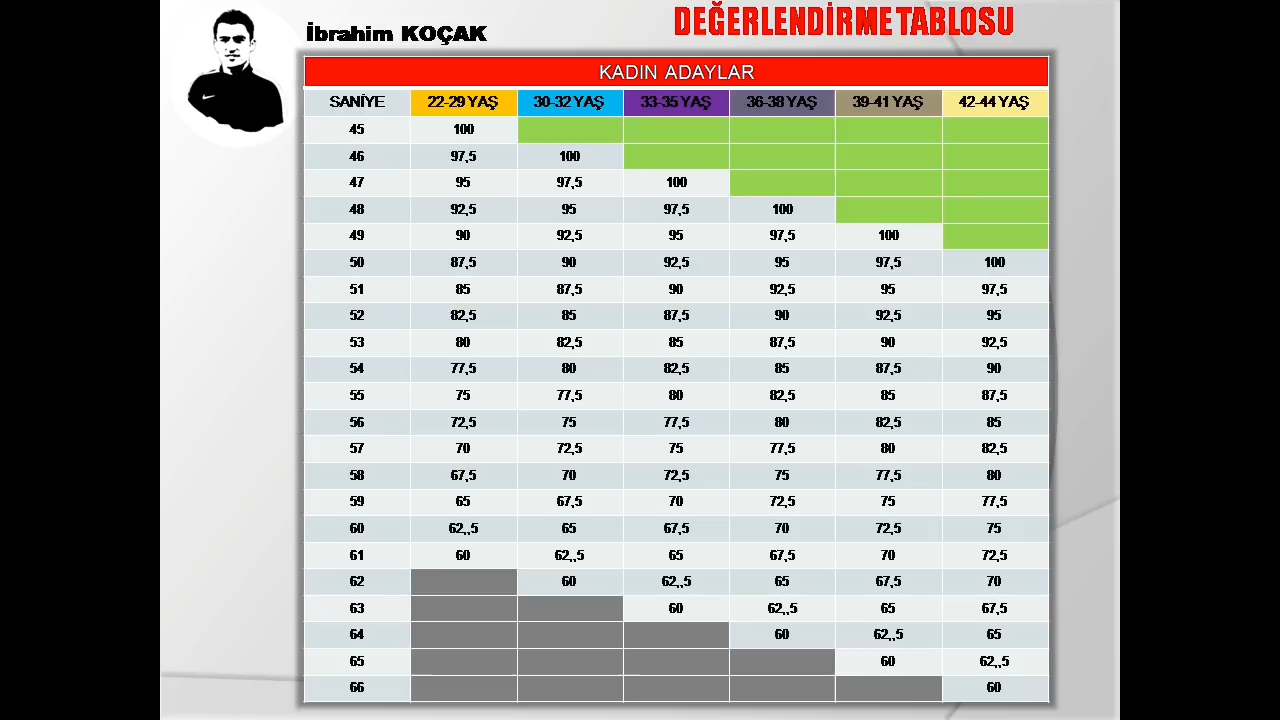 İbrahim KOÇAK
DEĞERLENDİRME TABLOSU
KADIN ADAYLAR
SANİYE 22-29 YAŞ 30-32 YAŞ 33-35 YAŞ 36-38 YAŞ 39-41 YAŞ 42-44 YAŞ
45 100
46 97,5 100
47 95 97,5 100
48 92,5 95 97,5 100
49 90 92,5 95 97,5 100
50 87,5 90 92,5 95 97,5 100
51 85 87,5 90 92,5 95 97,5
52 82,5 85 87,5 90 92,5 95
53 80 82,5 85 87,5 90 92,5
54 77,5 80 82,5 85 87,5 90
55 75 77,5 80 82,5 85 87,5
56 72,5 75 77,5 80 82,5 85
57 70 72,5 75 77,5 80 82,5
58 67,5 70 72,5 75 77,5 80
59 65 67,5 70 72,5 75 77,5
60 62,,5 65 67,5 70 72,5 75
61 60 62,,5 65 67,5 70 72,5
62 60 62,,5 65 67,5 70
63 60 62,,5 65 67,5
64 60 62,,5 65
65 60 62,,5
66 60